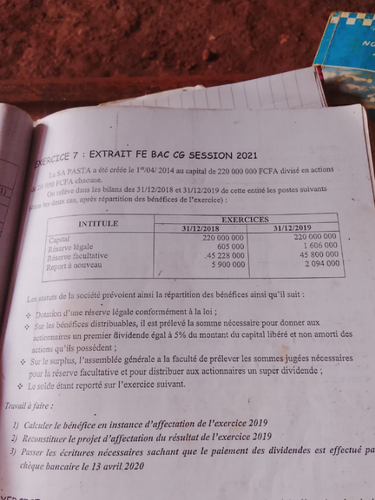 EXERCICE 7 : EXTRAIT FE BAC CG SESSION 2021
La SA PASTA a été créée le 1er/04/ 2014 au capital de 220 000 000 FCFA divisé en actions
000 FCFA chacune.
On relève dans les bilans des 31/12/2018 et 31/12/2019 de cette entité les postes suivants
deux cas, après répartition des bénéfices de l'exercice) :
INTITULE EXERCICES
31/12/2018 31/12/2019
Capital 220 000 000 220 000 000
Réserve légale 605 000 1 606 000
Réserve facultative 45 228 000 45 800 000
Report à nouveau 5 900 000 2 094 000
Les statuts de la société prévoient ainsi la répartition des bénéfices ainsi qu'il suit :
❖ Dotation d'une réserve légale conformément à la loi ;
❖ Sur les bénéfices distribuables, il est prélevé la somme nécessaire pour donner aux
actionnaires un premier dividende égal à 5% du montant du capital libéré et non amorti des
actions qu'ils possèdent ;
❖ Sur le surplus, l'assemblée générale a la faculté de prélever les sommes jugées nécessaires
pour la réserve facultative et pour distribuer aux actionnaires un super dividende ;
❖ Le solde étant reporté sur l'exercice suivant.
Travail à faire :
1) Calculer le bénéfice en instance d'affectation de l'exercice 2019
2) Reconstituer le projet d'affectation du résultat de l'exercice 2019
3) Passer les écritures nécessaires sachant que le paiement des dividendes est effectué pa
chèque bancaire le 13 avril 2020